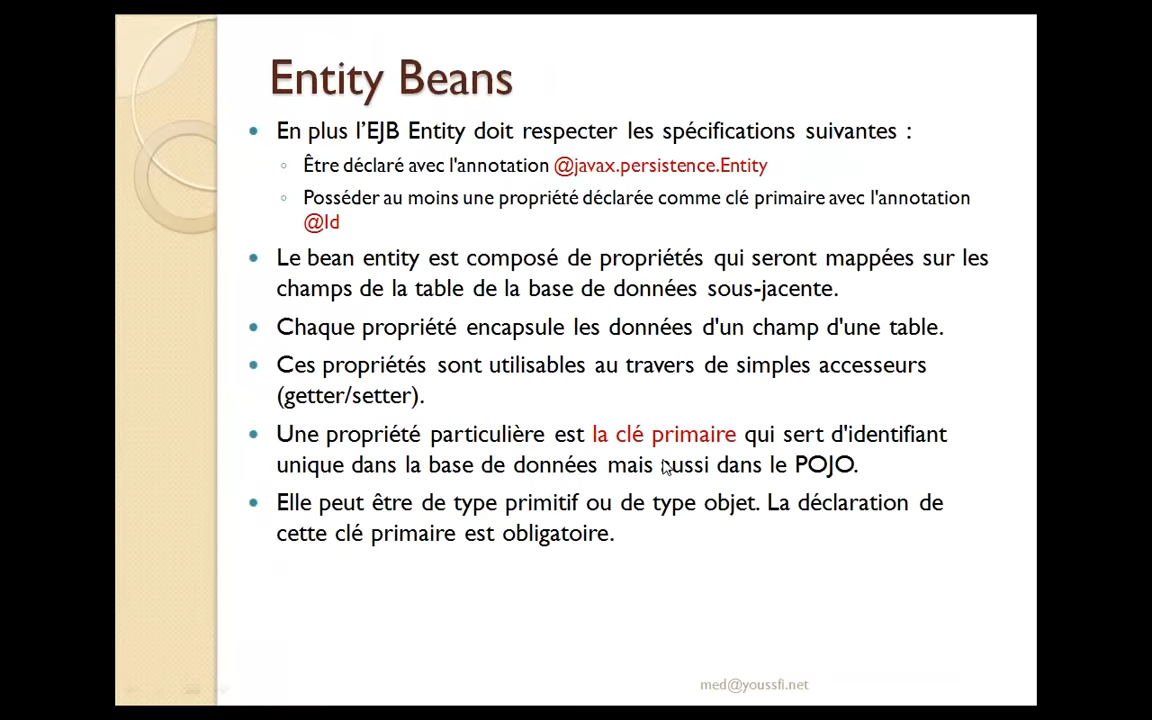 Entity Beans
En plus l'EJB Entity doit respecter les spécifications suivantes :
Être déclaré avec l'annotation @javax.persistence.Entity
Posséder au moins une propriété déclarée comme clé primaire avec l'annotation
@Id
Le bean entity est composé de propriétés qui seront mappées sur les
champs de la table de la base de données sous-jacente.
Chaque propriété encapsule les données d'un champ d'une table.
Ces propriétés sont utilisables au travers de simples accesseurs
(getter/setter).
Une propriété particulière est la clé primaire qui sert d'identifiant
unique dans la base de données mais aussi dans le POJO.
Elle peut être de type primitif ou de type objet. La déclaration de
cette clé primaire est obligatoire.
med@youssfi.net